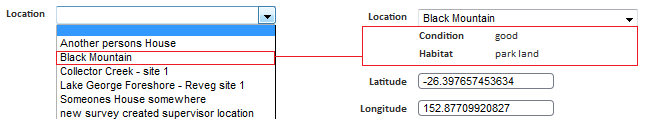 Location
Another persons House
Black Mountain
Collector Creek - site 1
Lake George Foreshore - Reveg site 1
Someones House somewhere
new survey created supervisor location
Location Black Mountain
Condition good
Habitat park land
Latitude -26.397657453634
Longitude 152.87709920827